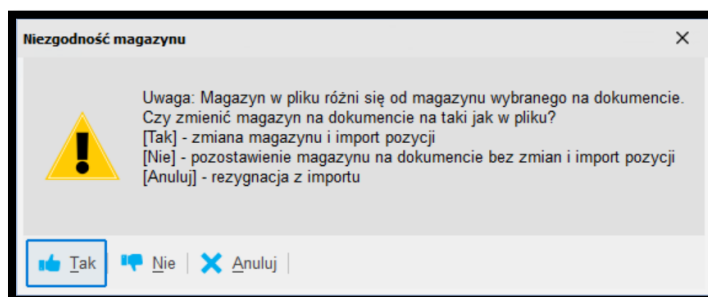 Niezgodność magazynu
Uwaga: Magazyn w pliku różni się od magazynu wybranego na dokumencie.
Czy zmienić magazyn na dokumencie na taki jak w pliku?
[Tak] - zmiana magazynu i import pozycji
[Nie] - pozostawienie magazynu na dokumencie bez zmian i import pozycji
[Anuluj] - rezygnacja z importu
Tak Nie Anuluj